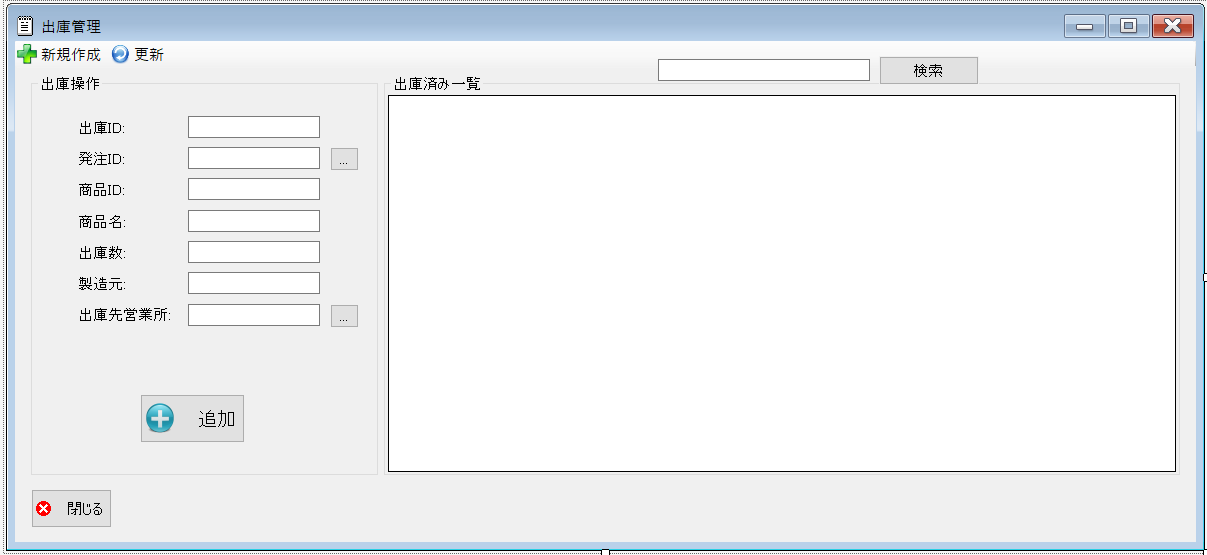 出庫管理
新規作成 更新
検索
出庫操作
出庫ID:
発注ID: ...
商品ID:
商品名:
出庫数:
製造元:
出庫先営業所: ...
追加
出庫済み一覧
閉じる